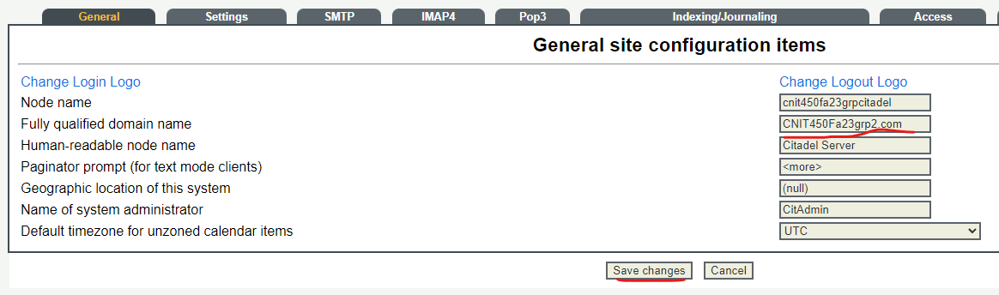 General Settings SMTP IMAP4 Pop3 Indexing/Journaling Access
General site configuration items
Change Login Logo Change Logout Logo
Node name cnit450fa23grpcitadel
Fully qualified domain name CNIT450Fa23grp2.com
Human-readable node name Citadel Server
Paginator prompt (for text mode clients) <more>
Geographic location of this system (null)
Name of system administrator CitAdmin
Default timezone for unzoned calendar items UTC
Save changes Cancel